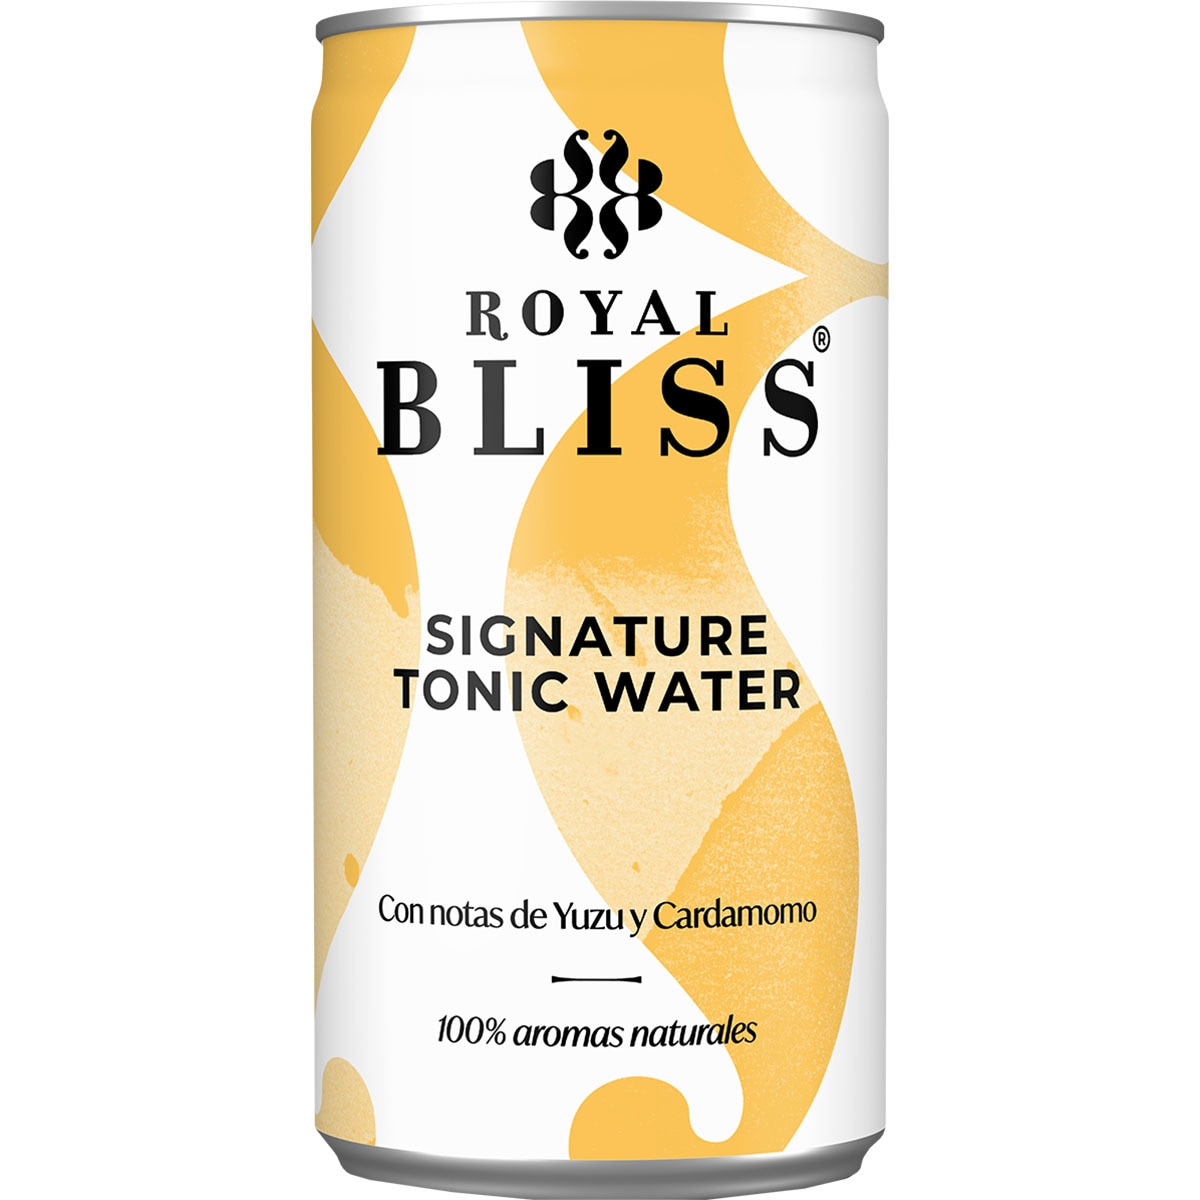 ROYAL
BLISS®
SIGNATURE
TONIC WATER
Con notas de Yuzu y Cardamomo
100% aromas naturales